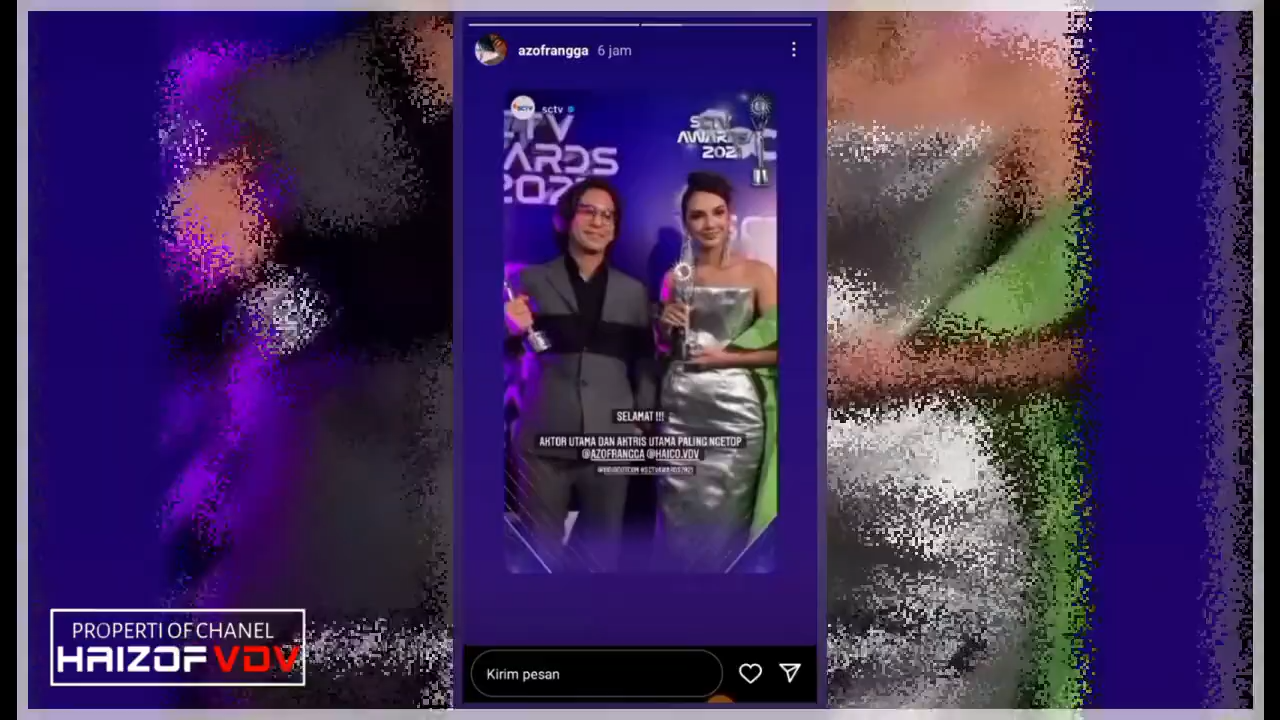 azofrangga 6 jam
sctv
SCTV
AWARDS
202
ARDS
SELAMAT !!!
AKTOR UTAMA DAN AKTRIS UTAMA PALING NGETOP
@AZOFRANGGA @HAICO.VDV
PROPERTI OF CHANEL
HAIZOF VDV
Kirim pesan